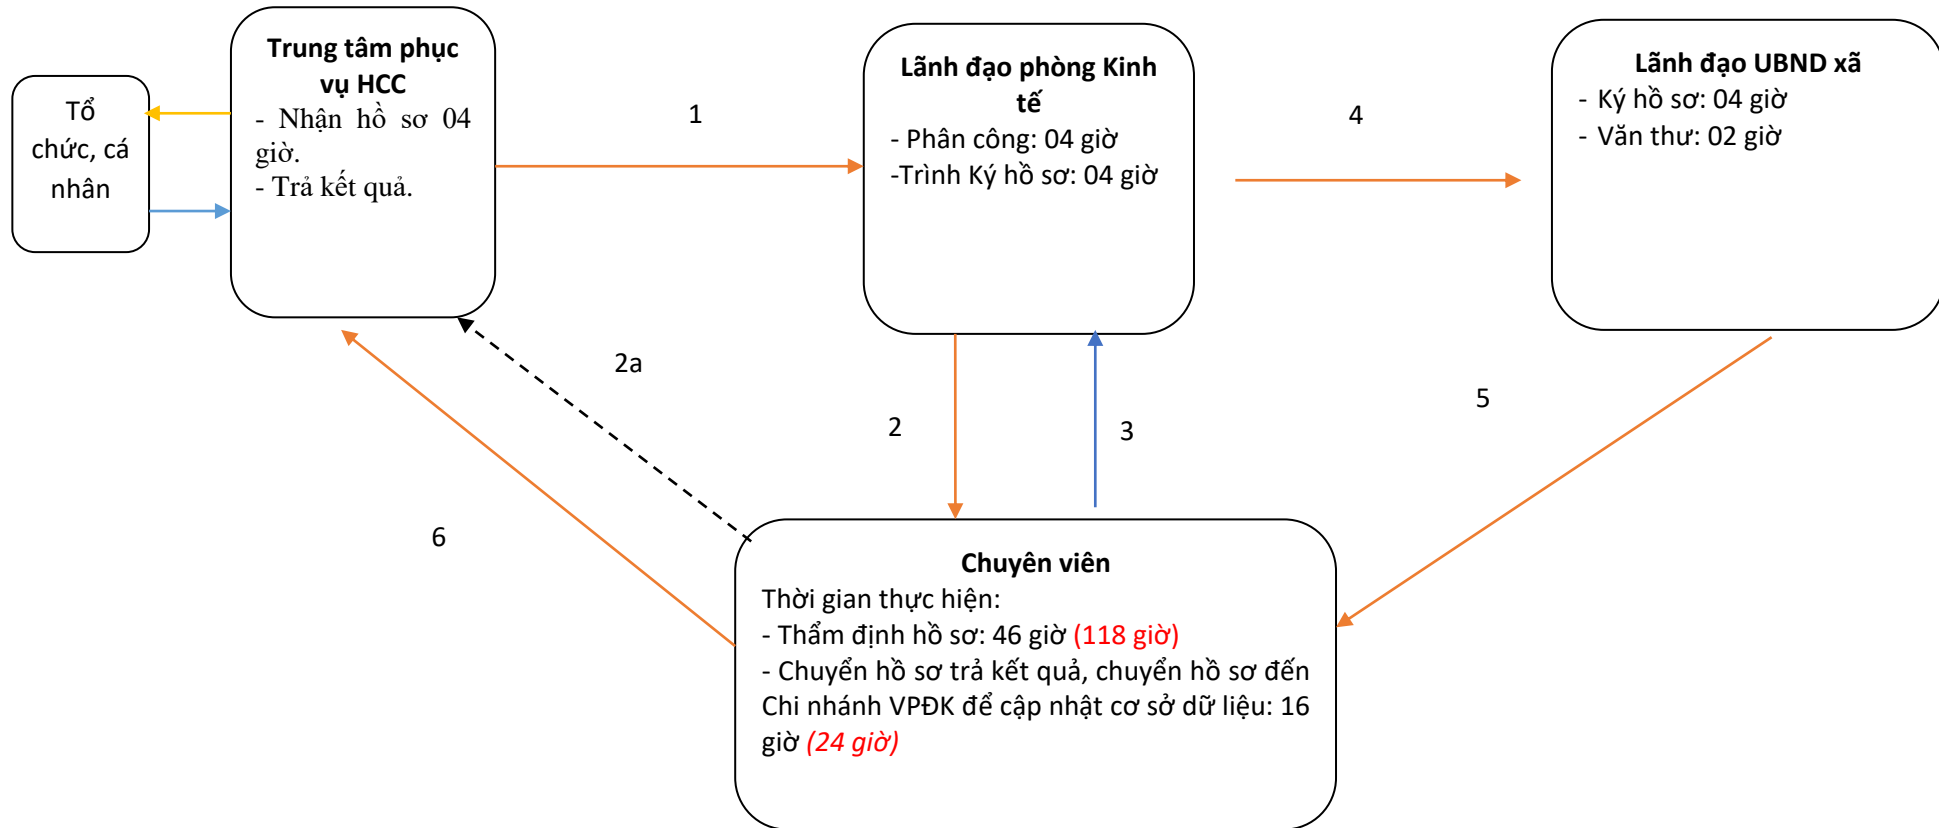 Tổ
chức, cá
nhân
Trung tâm phục
vụ HCC
- Nhận hồ sơ 04
giờ.
- Trả kết quả.
1
Lãnh đạo phòng Kinh
tế
- Phân công: 04 giờ
-Trình Ký hồ sơ: 04 giờ
4
Lãnh đạo UBND xã
- Ký hồ sơ: 04 giờ
- Văn thư: 02 giờ
2a
2
3
5
6
Chuyên viên
Thời gian thực hiện:
- Thẩm định hồ sơ: 46 giờ (118 giờ)
- Chuyển hồ sơ trả kết quả, chuyển hồ sơ đến
Chi nhánh VPĐK để cập nhật cơ sở dữ liệu: 16
giờ (24 giờ)